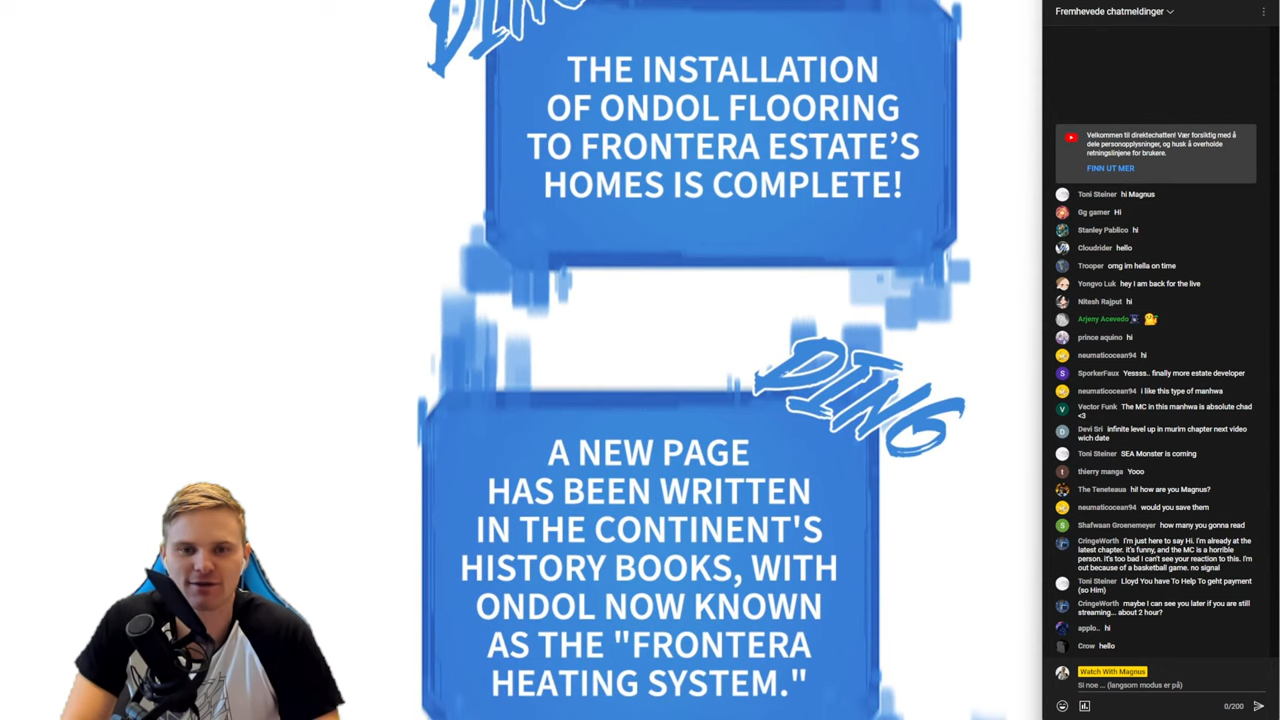 DING
THE INSTALLATION
OF ONDOL FLOORING
TO FRONTERA ESTATE'S
HOMES IS COMPLETE!
DING
A NEW PAGE
HAS BEEN WRITTEN
IN THE CONTINENT'S
HISTORY BOOKS, WITH
ONDOL NOW KNOWN
AS THE "FRONTERA
HEATING SYSTEM."
Fremhevede chatmeldinger
Velkommen til direktechatten! Vær forsiktig med å
dele personopplysninger, og husk å overholde
retningslinjene for brukere.
FINN UT MER
Toni Steiner hi Magnus
Gg gamer Hi
Stanley Pablico hi
Cloudrider hello
Trooper omg im hella on time
Yongvo Luk hey I am back for the live
Nitesh Rajput hi
Arjeny Acevedo
prince aquino hi
neumaticocean94 hi
S SporkerFaux Yessss.. finally more estate developer
neumaticocean94 i like this type of manhwa
V Vector Funk The MC in this manhwa is absolute chad
<3
D Devi Sri infinite level up in murim chapter next video
wich date
Toni Steiner SEA Monster is coming
t thierry manga Yooo
The Teneteaua hi! how are you Magnus?
neumaticocean94 would you save them
S Shafwaan Groenemeyer how many you gonna read
CringeWorth I'm just here to say Hi. I'm already at the
latest chapter. it's funny, and the MC is a horrible
person. it's too bad I can't see your reaction to this. I'm
out because of a basketball game. no signal
Toni Steiner Lloyd You have To Help To geht payment
(so Him)
CringeWorth maybe I can see you later if you are still
streaming... about 2 hour?
applo.. hi
Crow hello
Watch With Magnus
Si noe ... (langsom modus er på)
0/200